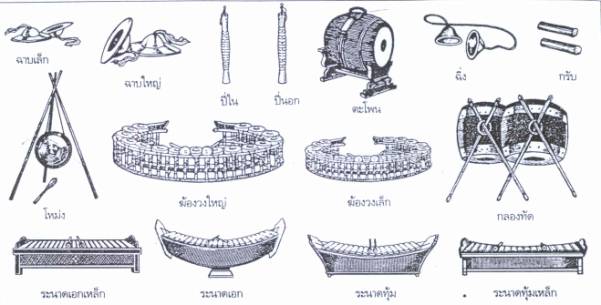 ฉาบเล็ก
ฉาบใหญ่
ปี่ใน
ปี่นอก
ตะโพน
ฉิ่ง
กรับ
โหม่ง
ฆ้องวงใหญ่
ฆ้องวงเล็ก
กลองทัด
ระนาดเอกเหล็ก
ระนาดเอก
ระนาดทุ้ม
ระนาดทุ้มเหล็ก